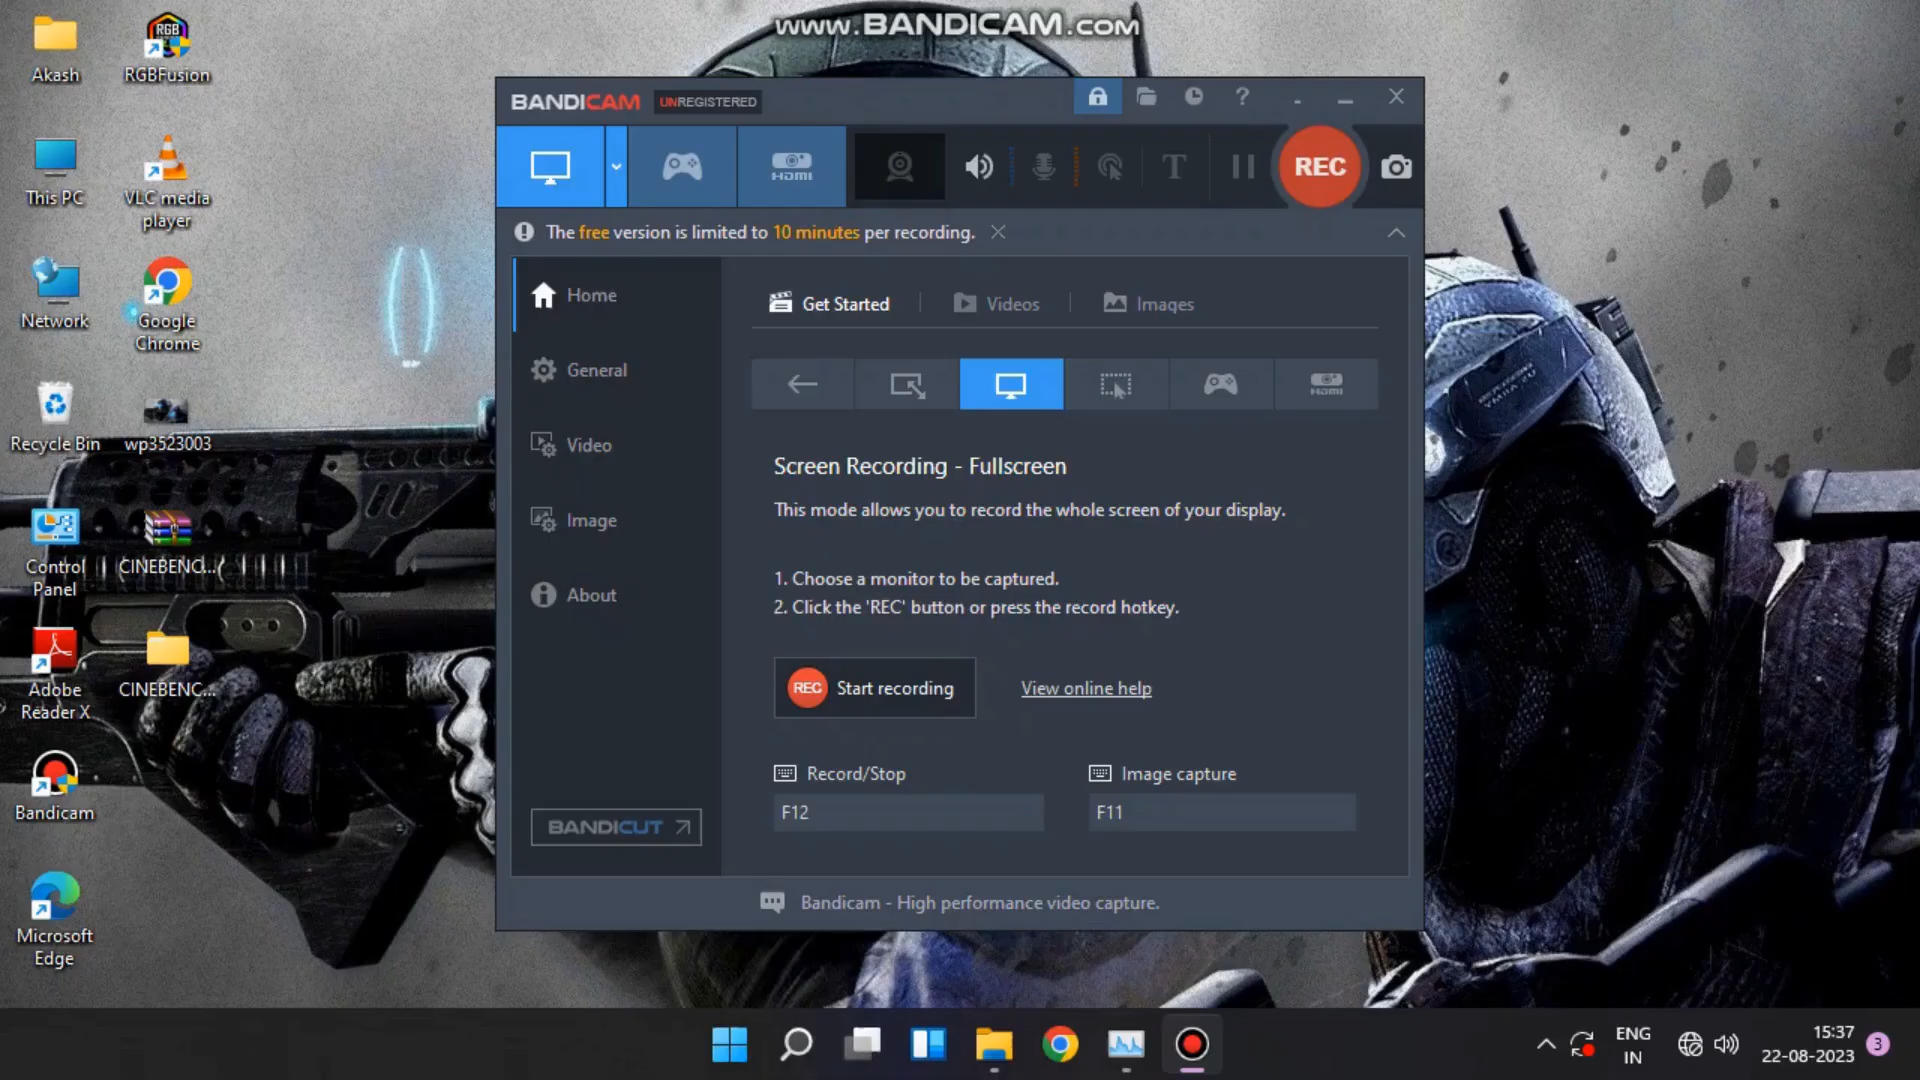 www.BANDICAM.COM
Akash
RGBFusion
This PC
VLC media
player
Network
Google
Chrome
Recycle Bin
wp3523003
Control
Panel
CINEBENC...
Adobe
Reader X
CINEBENC...
Bandicam
Microsoft
Edge
BANDICAM UNREGISTERED
?
HDMI
T
REC
The free version is limited to 10 minutes per recording.
Home
General
Video
Image
About
BANDICUT
Get Started
Videos
Images
HDMI
Screen Recording - Fullscreen
This mode allows you to record the whole screen of your display.
1. Choose a monitor to be captured.
2. Click the 'REC' button or press the record hotkey.
REC Start recording
View online help
Record/Stop
Image capture
F12
F11
Bandicam - High performance video capture.
ENG
IN
15:37
22-08-2023
3